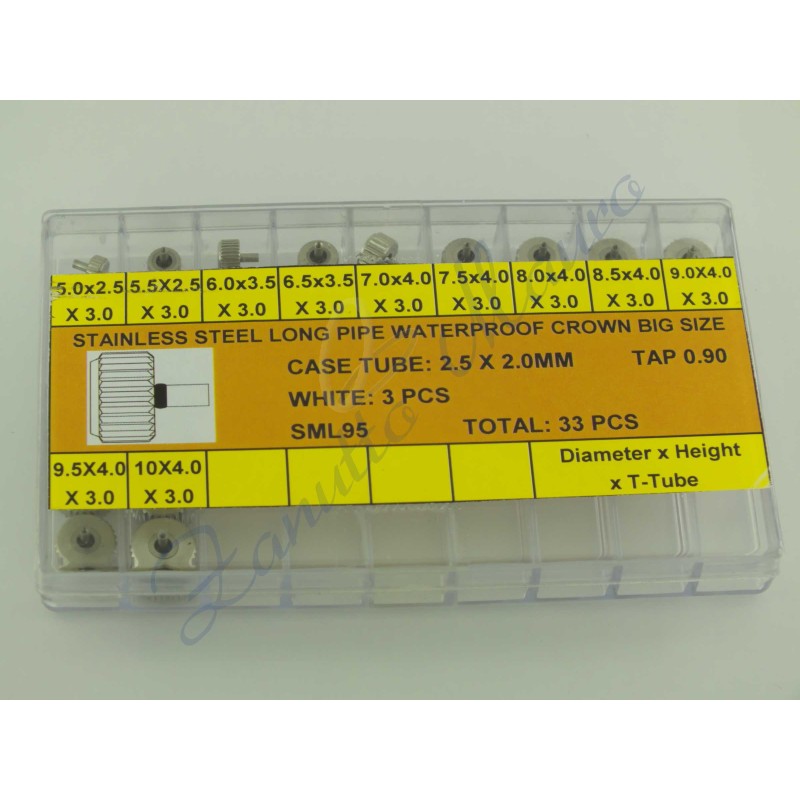 5.0x2.5 5.5X2.5 6.0x3.5 6.5x3.5 7.0x4.0 7.5x4.0 8.0x4.0 8.5x4.0 9.0X4.0
X 3.0 X 3.0 X 3.0 X 3.0 X 3.0 X 3.0 X 3.0 X 3.0 X 3.0
STAINLESS STEEL LONG PIPE WATERPROOF CROWN BIG SIZE
CASE TUBE: 2.5 X 2.0MM TAP 0.90
WHITE: 3 PCS
SML95 TOTAL: 33 PCS
9.5X4.0 10X4.0 Diameter x Height
X 3.0 X 3.0 x T-Tube
Zanutto Mauro